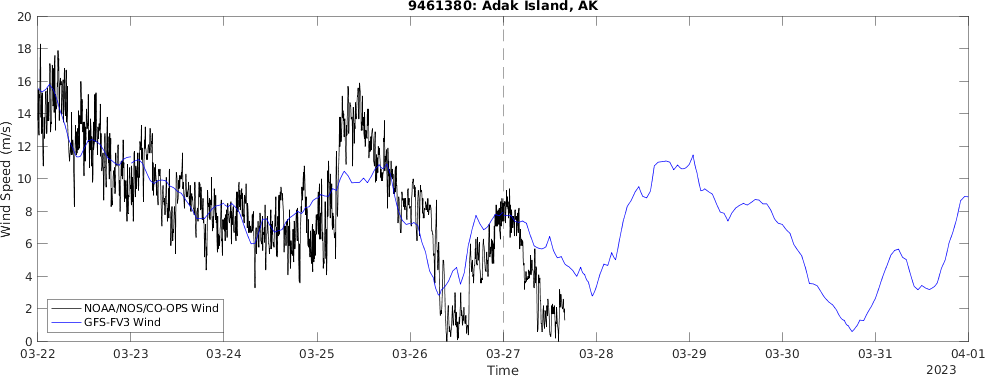 9461380: Adak Island, AK
Wind Speed (m/s)
20
18
16
14
12
10
8
6
4
2
0
NOAA/NOS/CO-OPS Wind
GFS-FV3 Wind
03-22 03-23 03-24 03-25 03-26 03-27 03-28 03-29 03-30 03-31 04-01
Time
2023